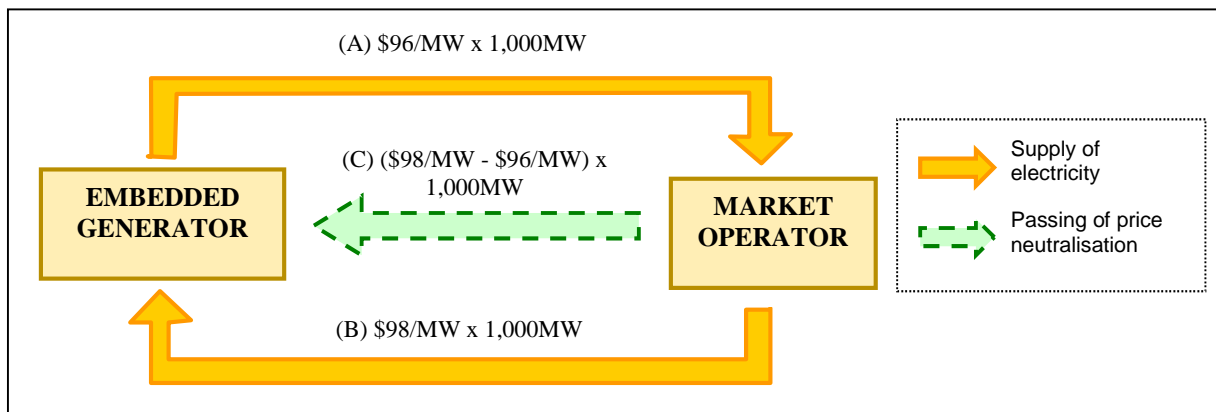 (A) $96/MW x 1,000MW
(C) ($98/MW - $96/MW) x
1,000MW
EMBEDDED
GENERATOR
MARKET
OPERATOR
(B) $98/MW x 1,000MW
Supply of
electricity
Passing of price
neutralisation